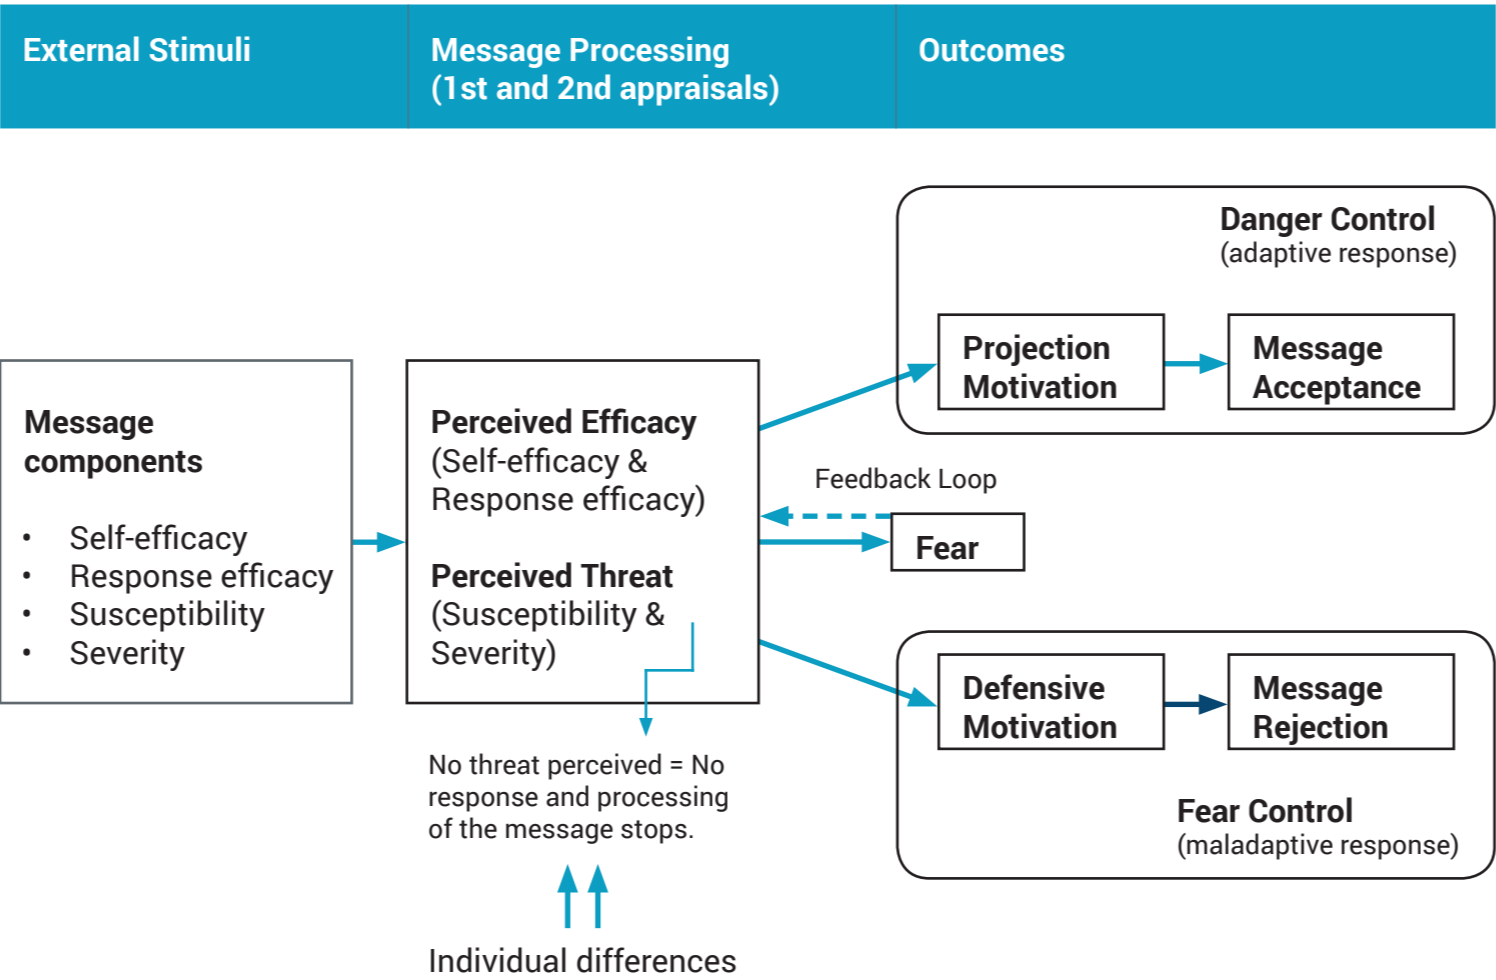 External Stimuli
Message Processing
(1st and 2nd appraisals)
Outcomes
Message
components
• Self-efficacy
• Response efficacy
• Susceptibility
• Severity
Perceived Efficacy
(Self-efficacy &
Response efficacy)
Perceived Threat
(Susceptibility &
Severity)
No threat perceived = No
response and processing
of the message stops.
Individual differences
Danger Control
(adaptive response)
Projection
Motivation
Message
Acceptance
Feedback Loop
Fear
Defensive
Motivation
Message
Rejection
Fear Control
(maladaptive response)